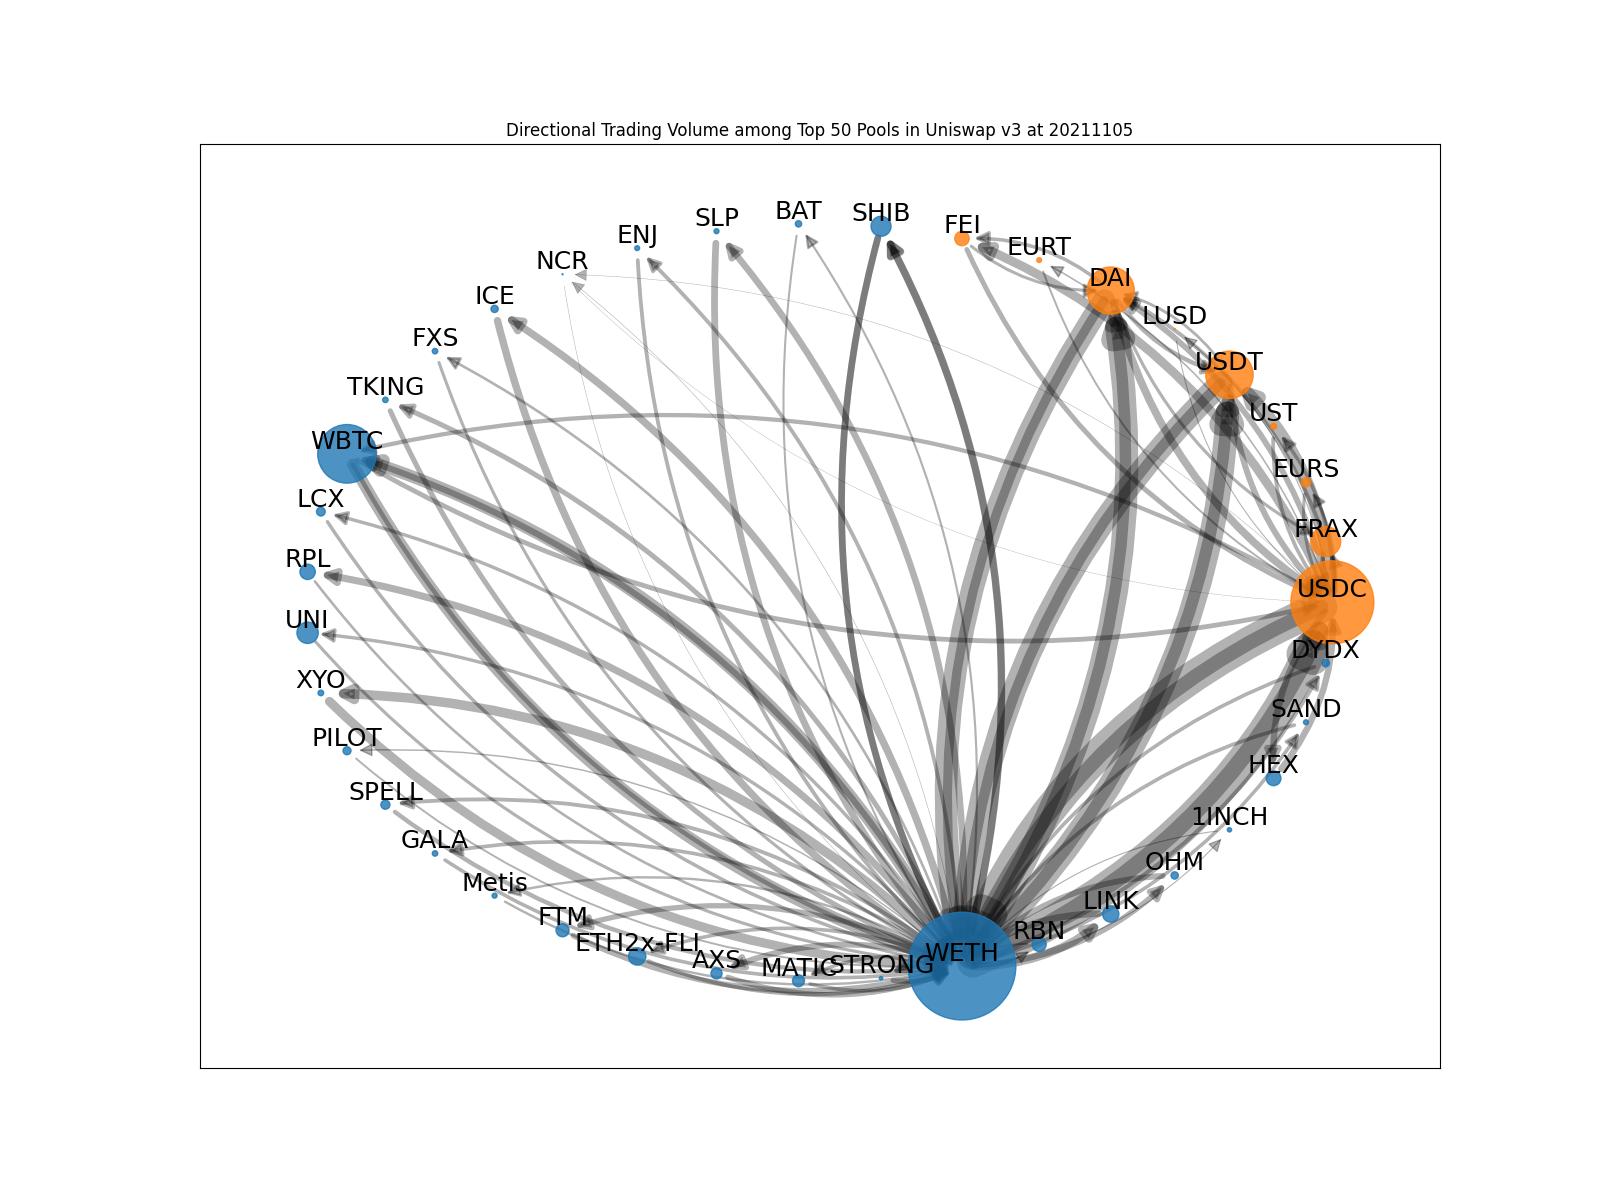 Directional Trading Volume among Top 50 Pools in Uniswap v3 at 20211105
SHIB
BAT
SLP
FEI
ENJ
EURT
NCR
DAI
ICE
LUSD
FXS
USDT
TKING
UST
WBTC
EURS
LCX
FRAX
RPL
USDC
UNI
DYDX
XYO
SAND
PILOT
HEX
SPELL
1INCH
GALA
OHM
Metis
LINK
FTM
RBN
ETH2x-FLI
WETH
AXS
MATIC
STRONG